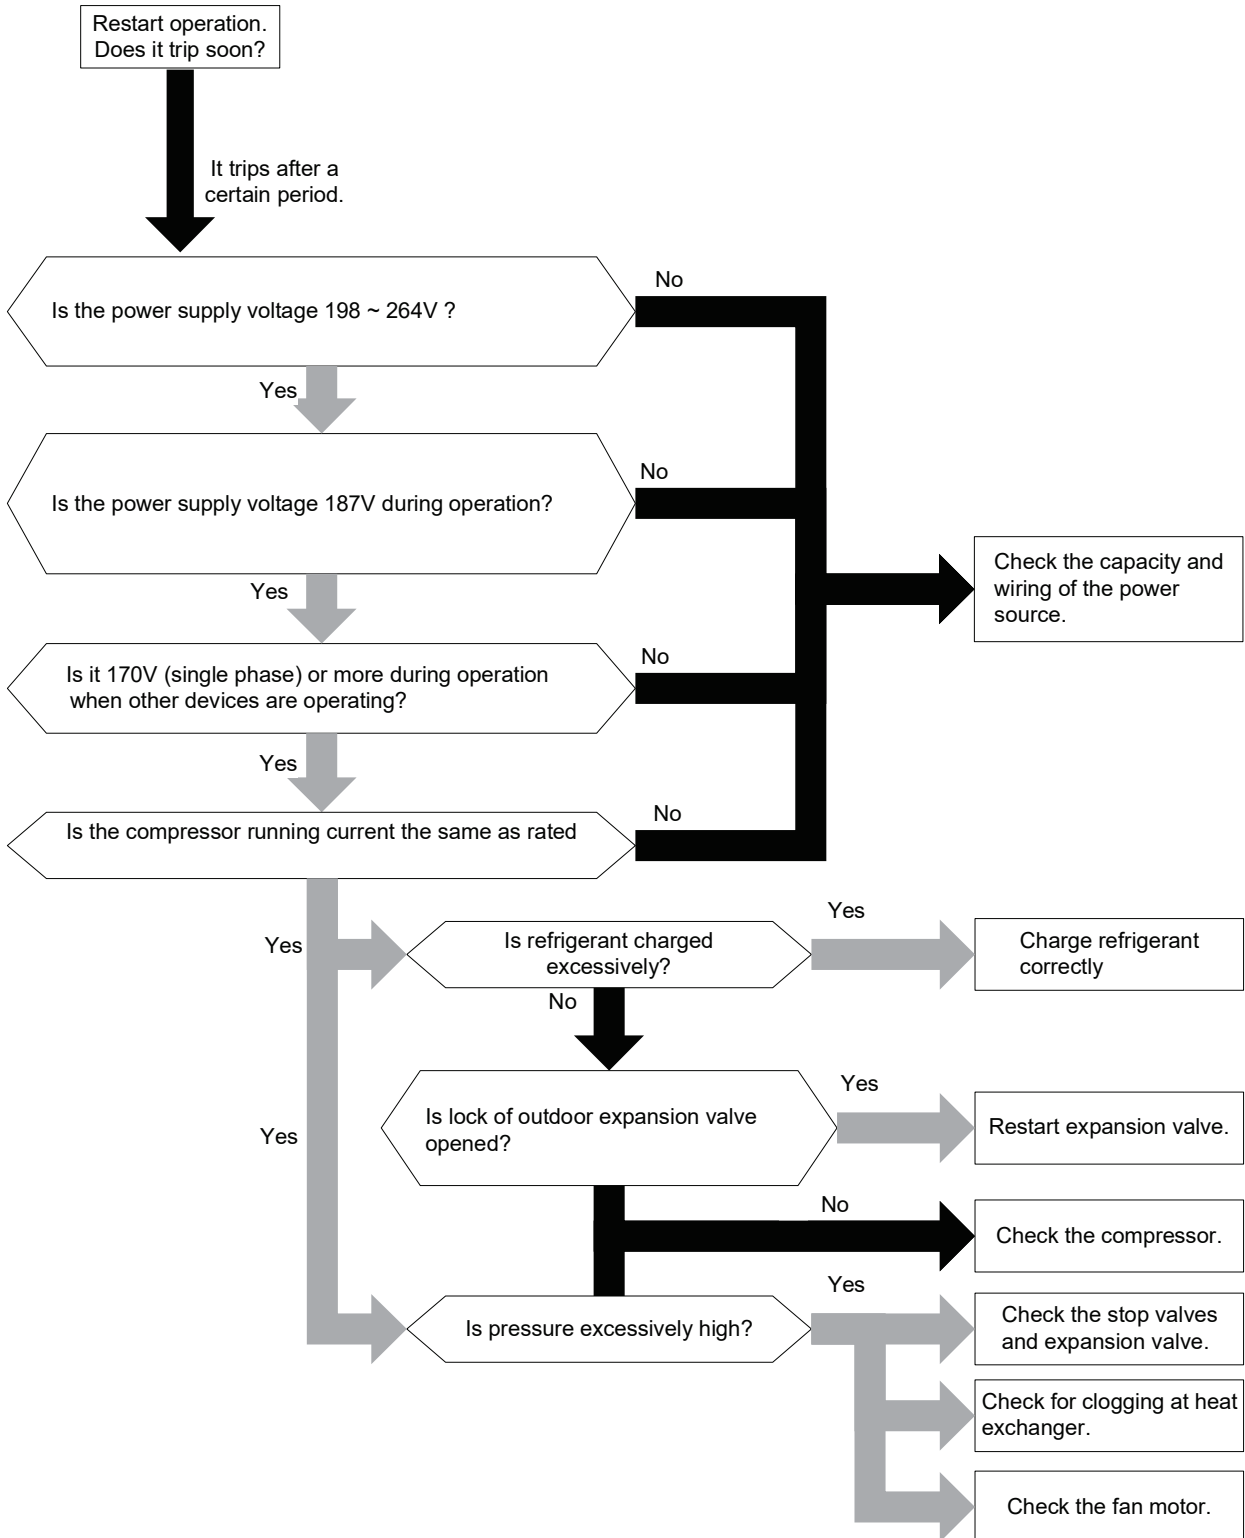 Restart operation.
Does it trip soon?
It trips after a
certain period.
No
Is the power supply voltage 198 ~ 264V ?
Yes
No
Is the power supply voltage 187V during operation?
Check the capacity and
wiring of the power
source.
Yes
No
Is it 170V (single phase) or more during operation
when other devices are operating?
Yes
No
Is the compressor running current the same as rated
Yes
Yes
Is refrigerant charged
excessively?
Charge refrigerant
correctly
No
Yes
Is lock of outdoor expansion valve
opened?
Restart expansion valve.
Yes
No
Check the compressor.
Yes
Is pressure excessively high?
Check the stop valves
and expansion valve.
Check for clogging at heat
exchanger.
Check the fan motor.